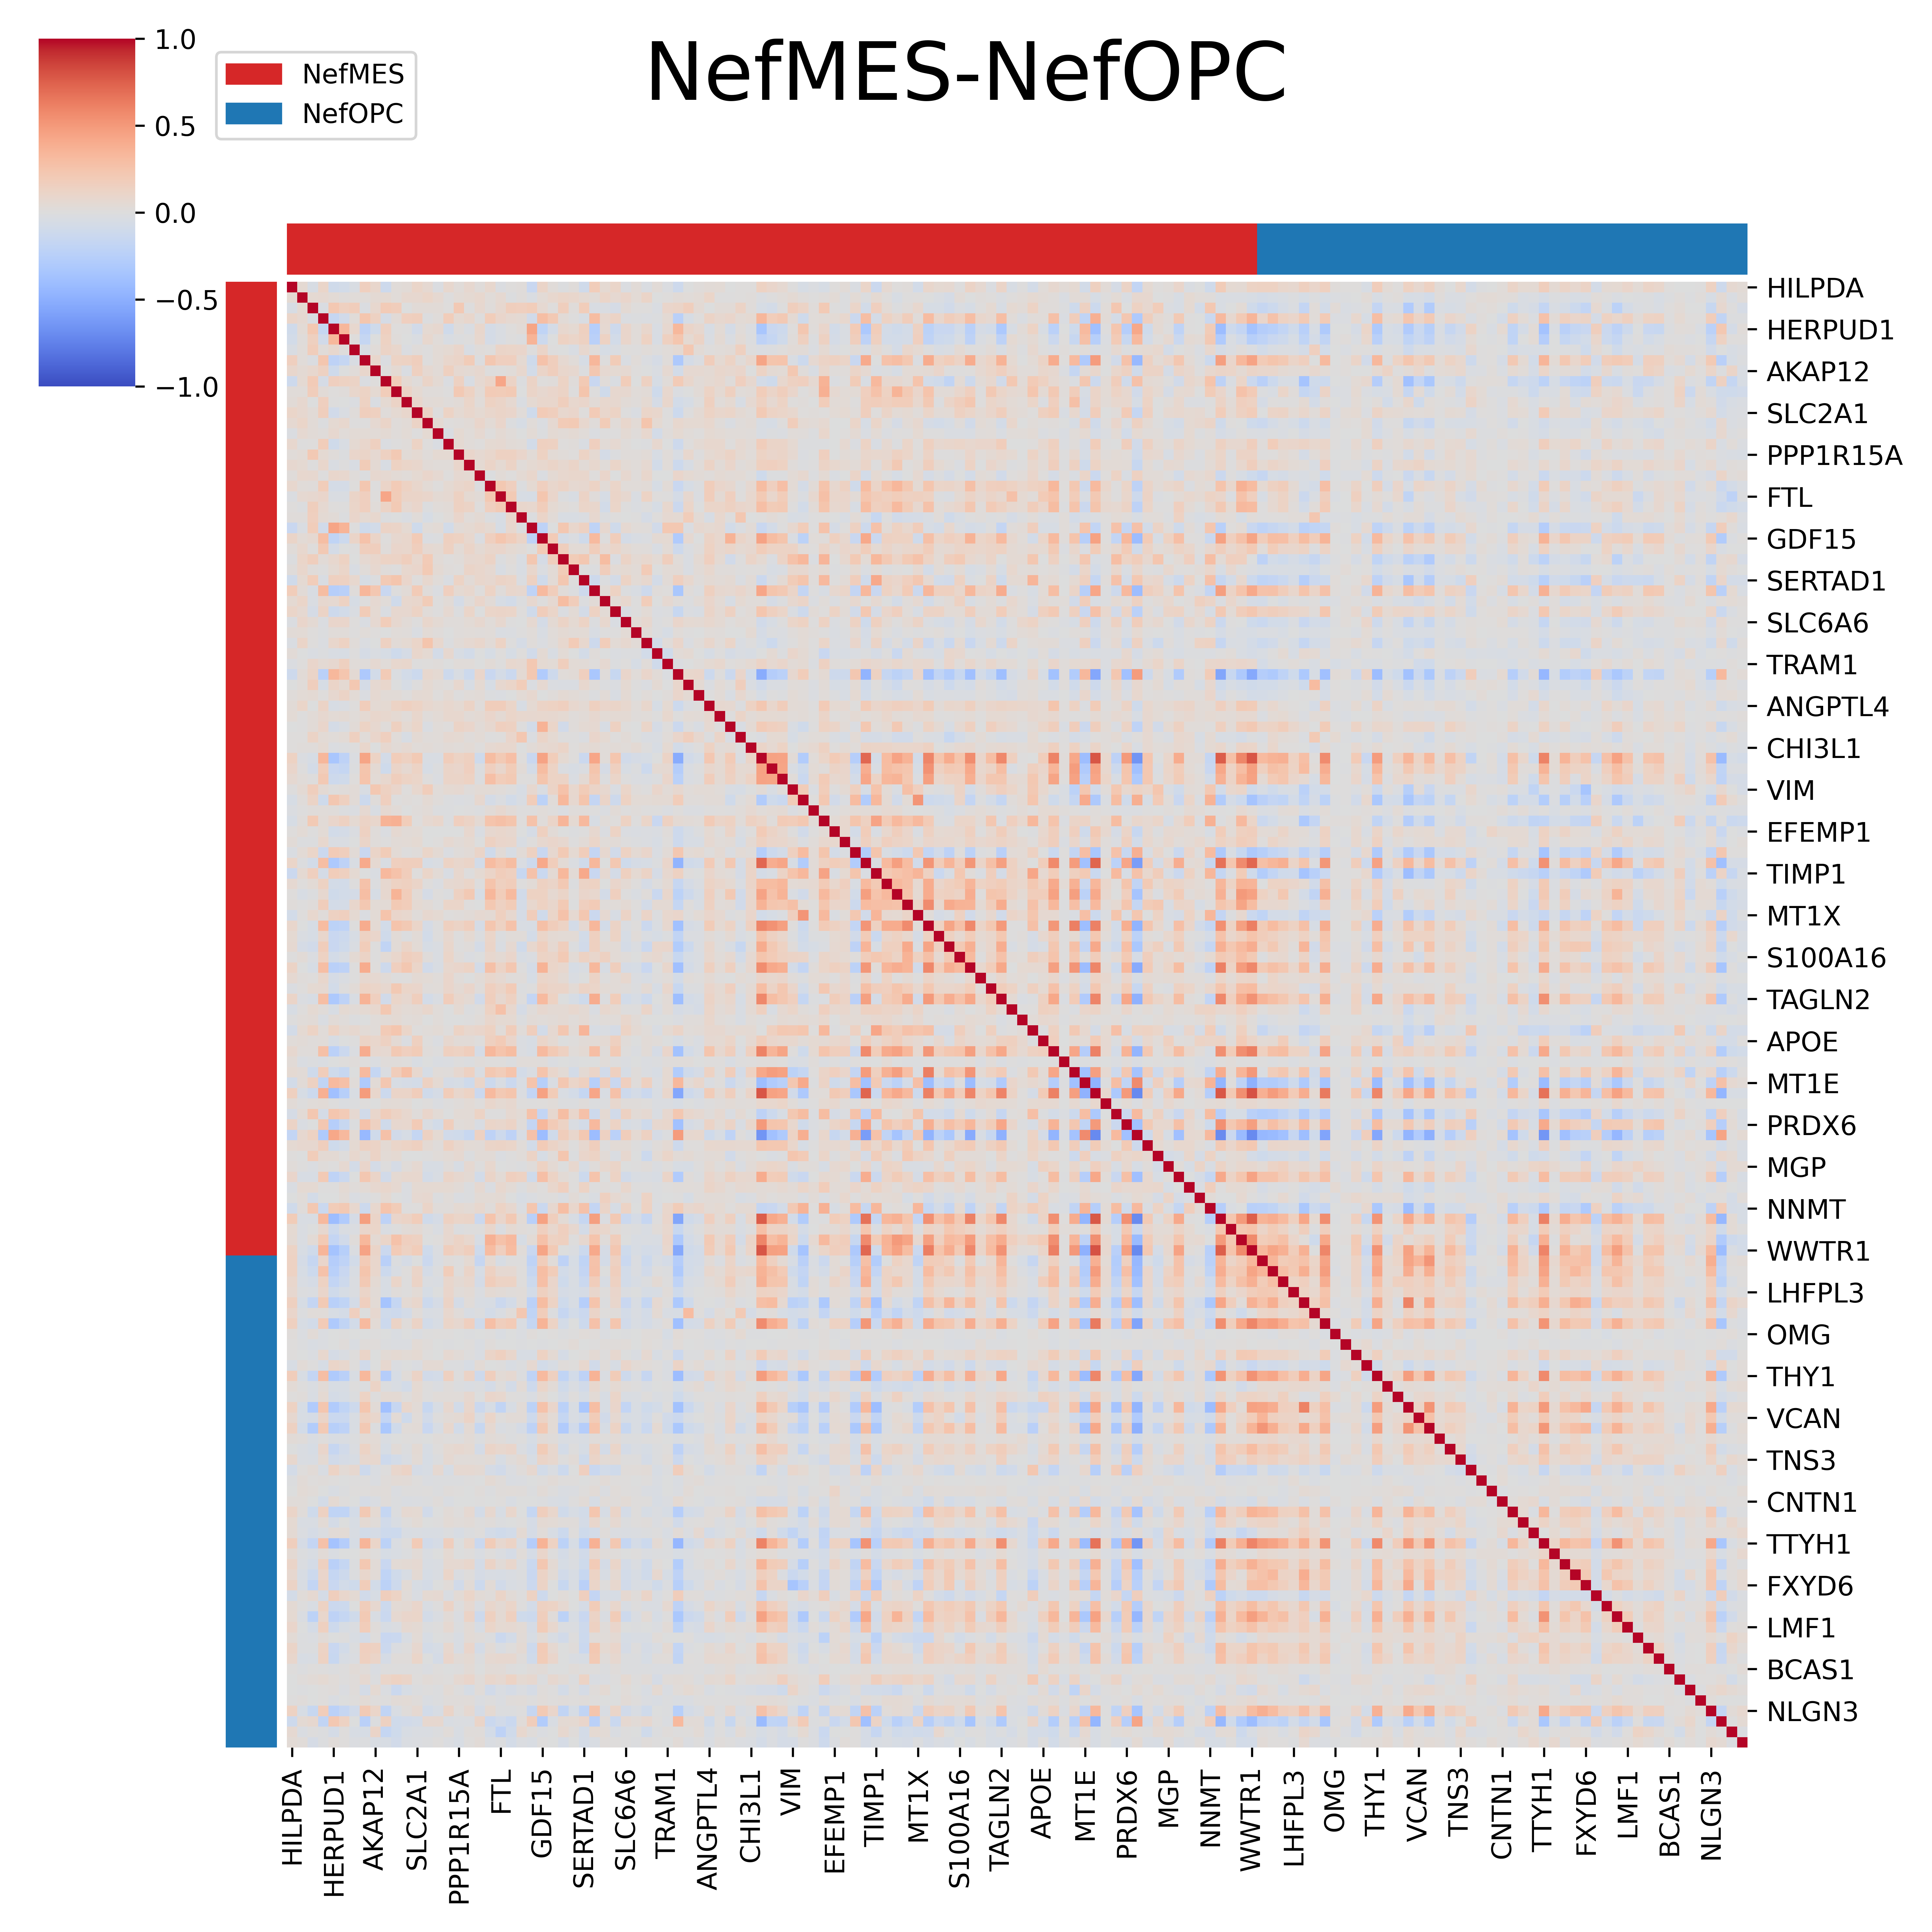 NefMES-NefOPC
1.0
0.5
0.0
−0.5
−1.0
NefMES
NefOPC
HILPDA
HERPUD1
AKAP12
SLC2A1
PPP1R15A
FTL
GDF15
SERTAD1
SLC6A6
TRAM1
ANGPTL4
CHI3L1
VIM
EFEMP1
TIMP1
MT1X
S100A16
TAGLN2
APOE
MT1E
PRDX6
MGP
NNMT
WWTR1
LHFPL3
OMG
THY1
VCAN
TNS3
CNTN1
TTYH1
FXYD6
LMF1
BCAS1
NLGN3
HILPDA
HERPUD1
AKAP12
SLC2A1
PPP1R15A
FTL
GDF15
SERTAD1
SLC6A6
TRAM1
ANGPTL4
CHI3L1
VIM
EFEMP1
TIMP1
MT1X
S100A16
TAGLN2
APOE
MT1E
PRDX6
MGP
NNMT
WWTR1
LHFPL3
OMG
THY1
VCAN
TNS3
CNTN1
TTYH1
FXYD6
LMF1
BCAS1
NLGN3